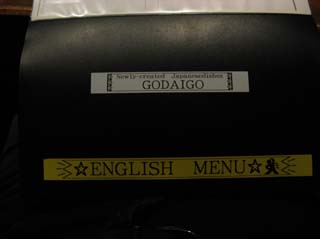 Newly-created Japanesedishes
GODAIGO
☆ENGLISH MENU☆